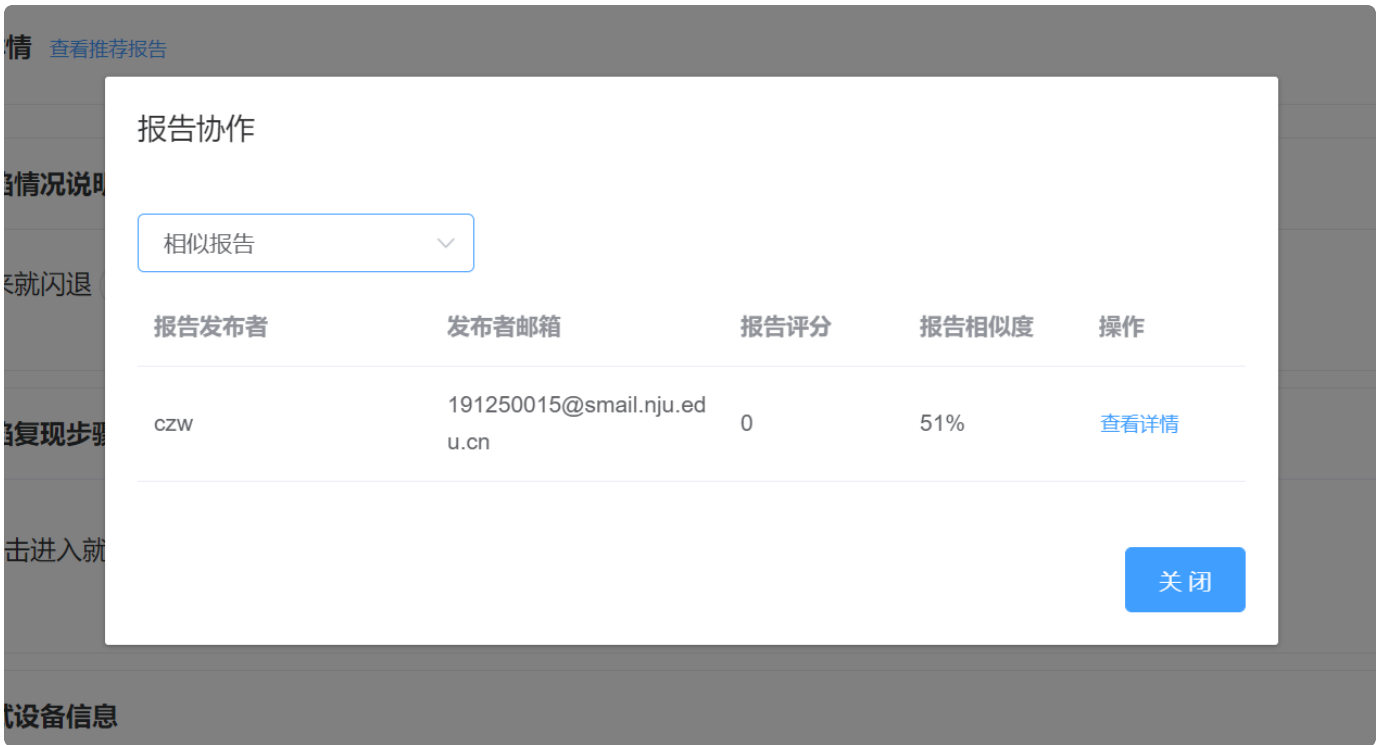 情 查看推荐报告
报告协作
情况说明
相似报告
来就闪退
报告发布者 发布者邮箱 报告评分 报告相似度 操作
czw 191250015@smail.nju.ed 0 51% 查看详情
u.cn
复现步骤
击进入就
关 闭
设备信息